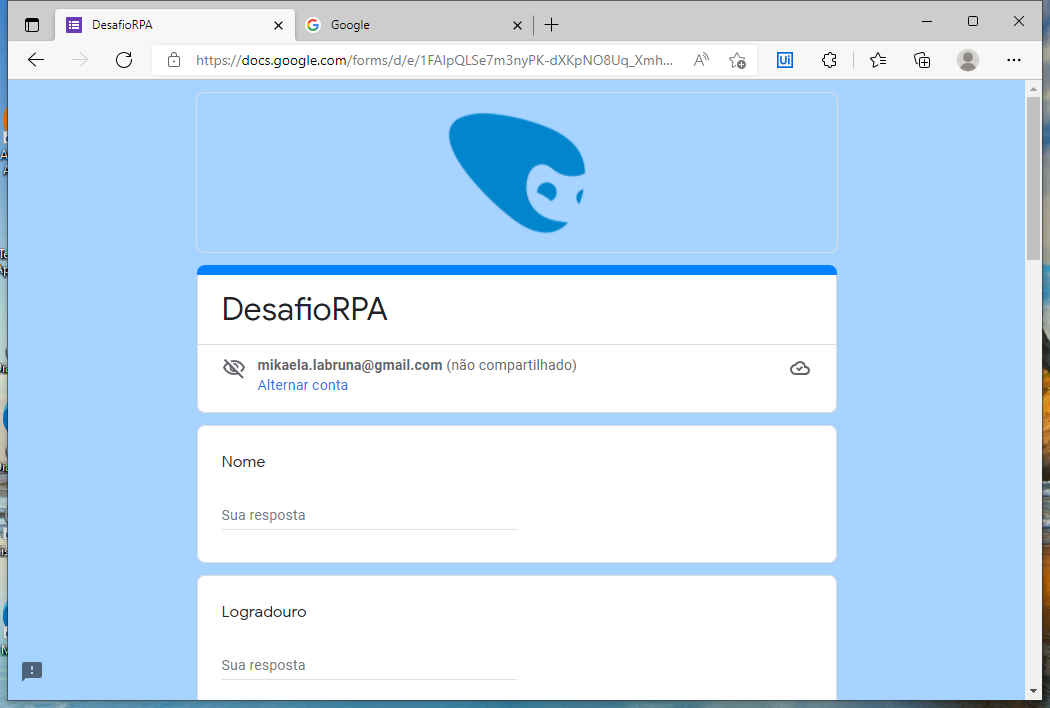 DesafioRPA
Google
https://docs.google.com/forms/d/e/1FAIpQLSe7m3nyPK-dXKpNO8Uq_Xmh...
Ui
DesafioRPA
mikaela.labruna@gmail.com (não compartilhado)
Alternar conta
Nome
Sua resposta
Logradouro
Sua resposta